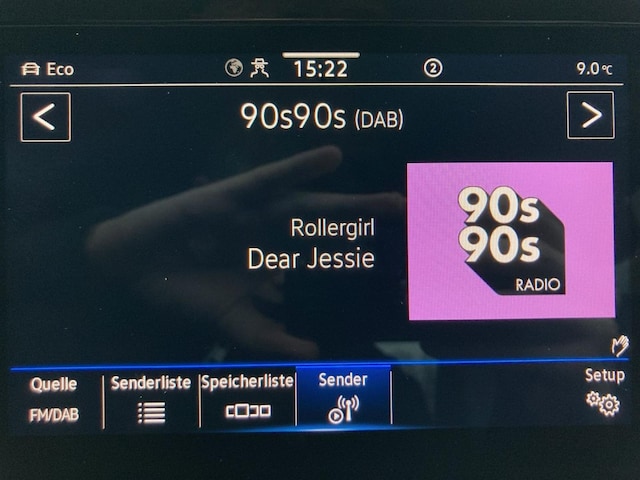 Eco
15:22
2
9.0°C
<
90s90s (DAB)
>
Rollergirl
Dear Jessie
90s
90s
RADIO
Quelle
FM/DAB
Senderliste
Speicherliste
Sender
Setup